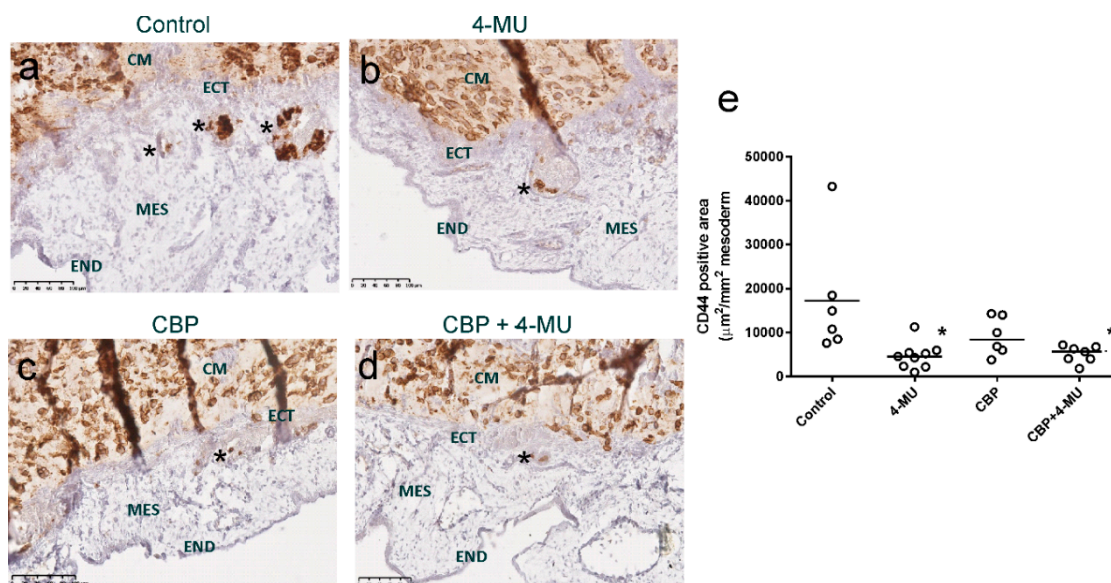 Control
a
CM
ECT
*
*
*
MES
END
4-MU
b
CM
ECT
*
END
MES
CBP
c
CM
ECT
*
MES
END
CBP + 4-MU
d
CM
ECT
*
MES
END
e
CD44 positive area
(μm²/mm² mesoderm)
50000
40000
30000
20000
10000
0
*
*
Control
4-MU
CBP
CBP+4-MU